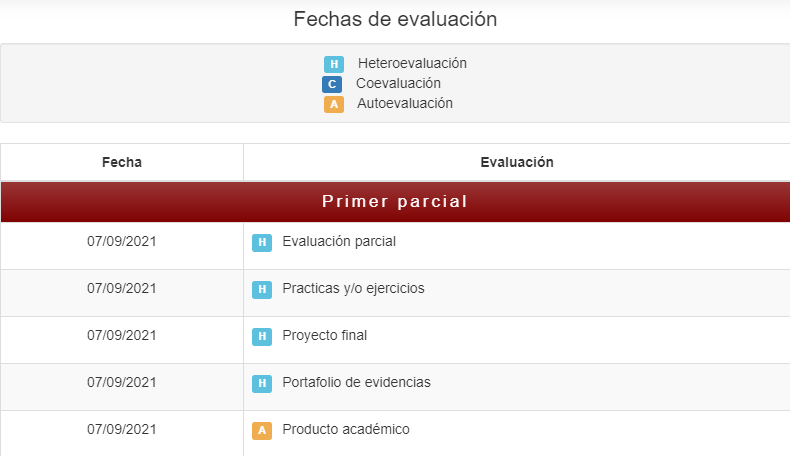 Fechas de evaluación
H Heteroevaluación
C Coevaluación
A Autoevaluación
Fecha Evaluación
Primer parcial
07/09/2021 H Evaluación parcial
07/09/2021 H Practicas y/o ejercicios
07/09/2021 H Proyecto final
07/09/2021 H Portafolio de evidencias
07/09/2021 A Producto académico